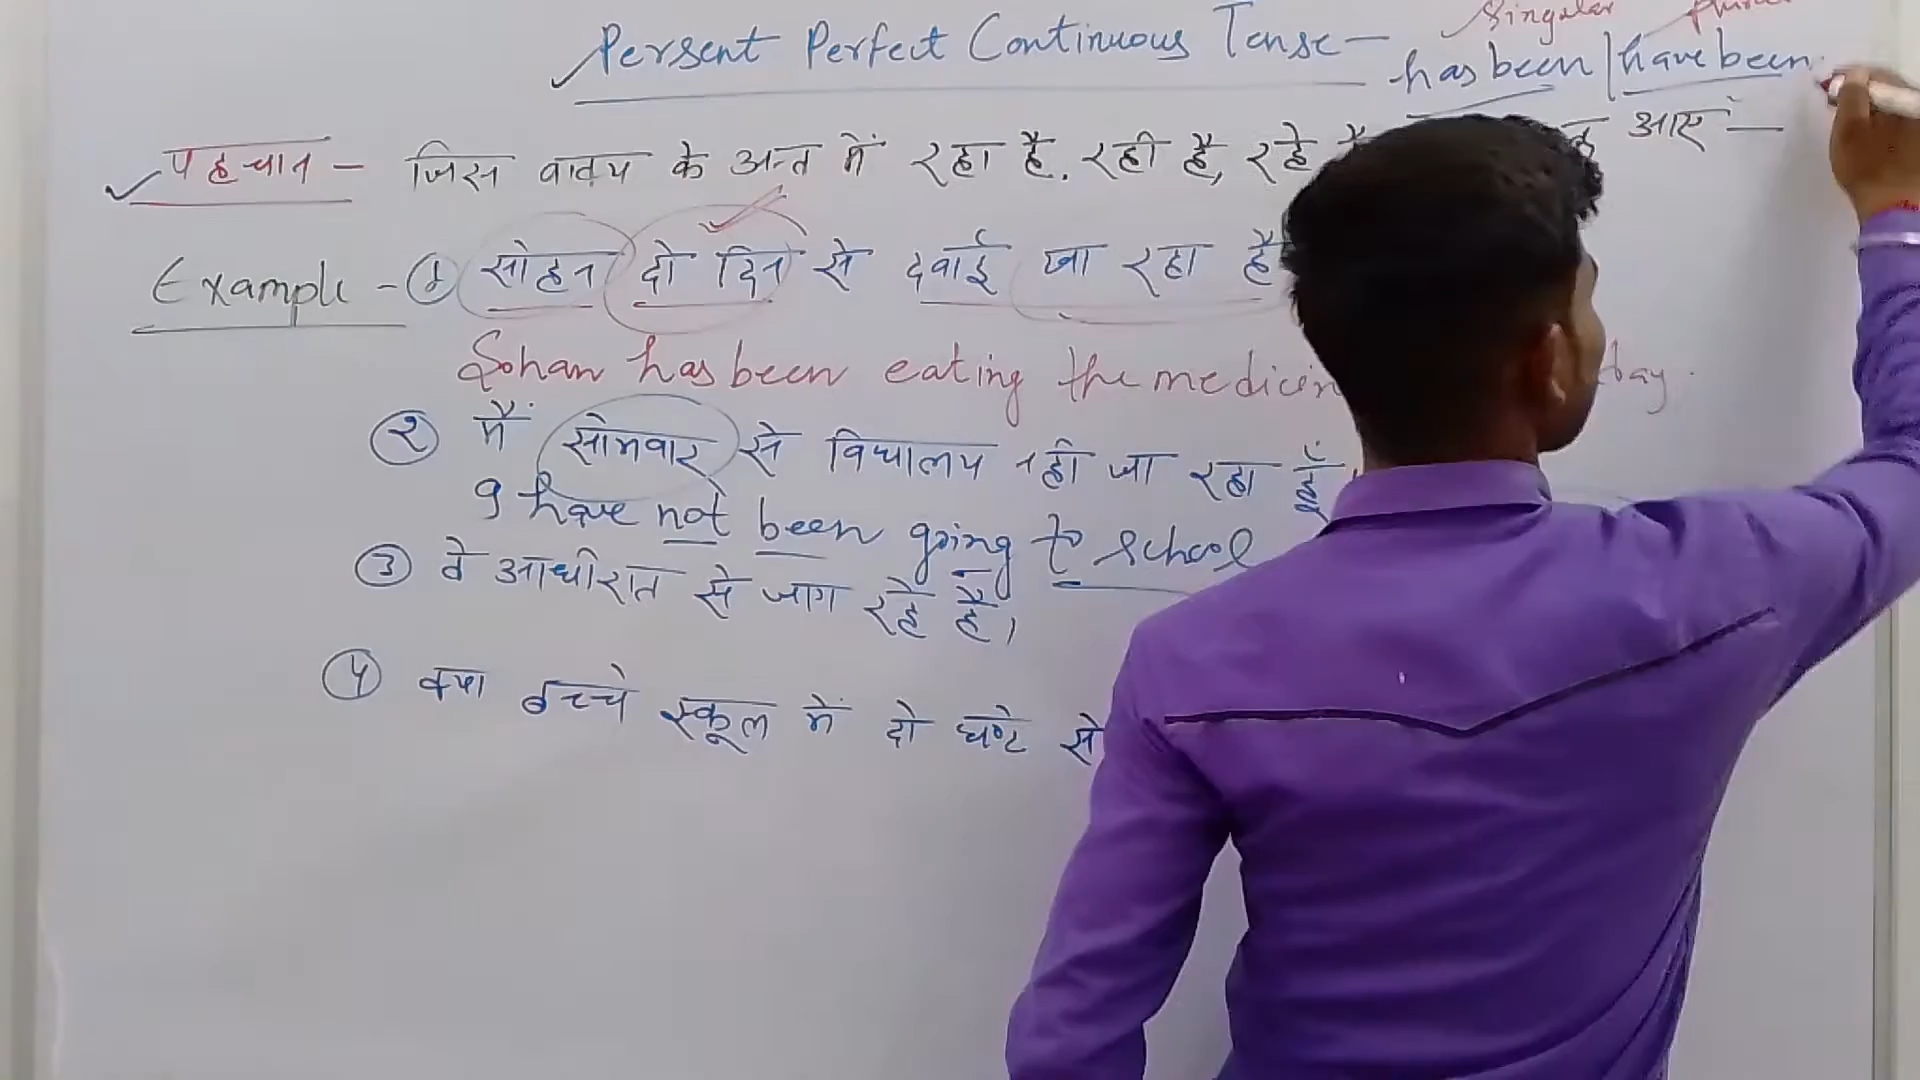 Singular
Persent Perfect Continuous Tense — has been | have been
पहचान - जिस वाक्य के अन्त में रहा है. रही है, रहे आएं —
Example - ① सोहन दो दिन से दवाई खा रहा है
Sohan has been eating the medicin
② मैं सोमवार से विद्यालय नहीं जा रहा हूँ
I have not been going to school
③ वे आधीरात से जाग रहे हैं।
④ क्या बच्चे स्कूल में दो घण्टे से